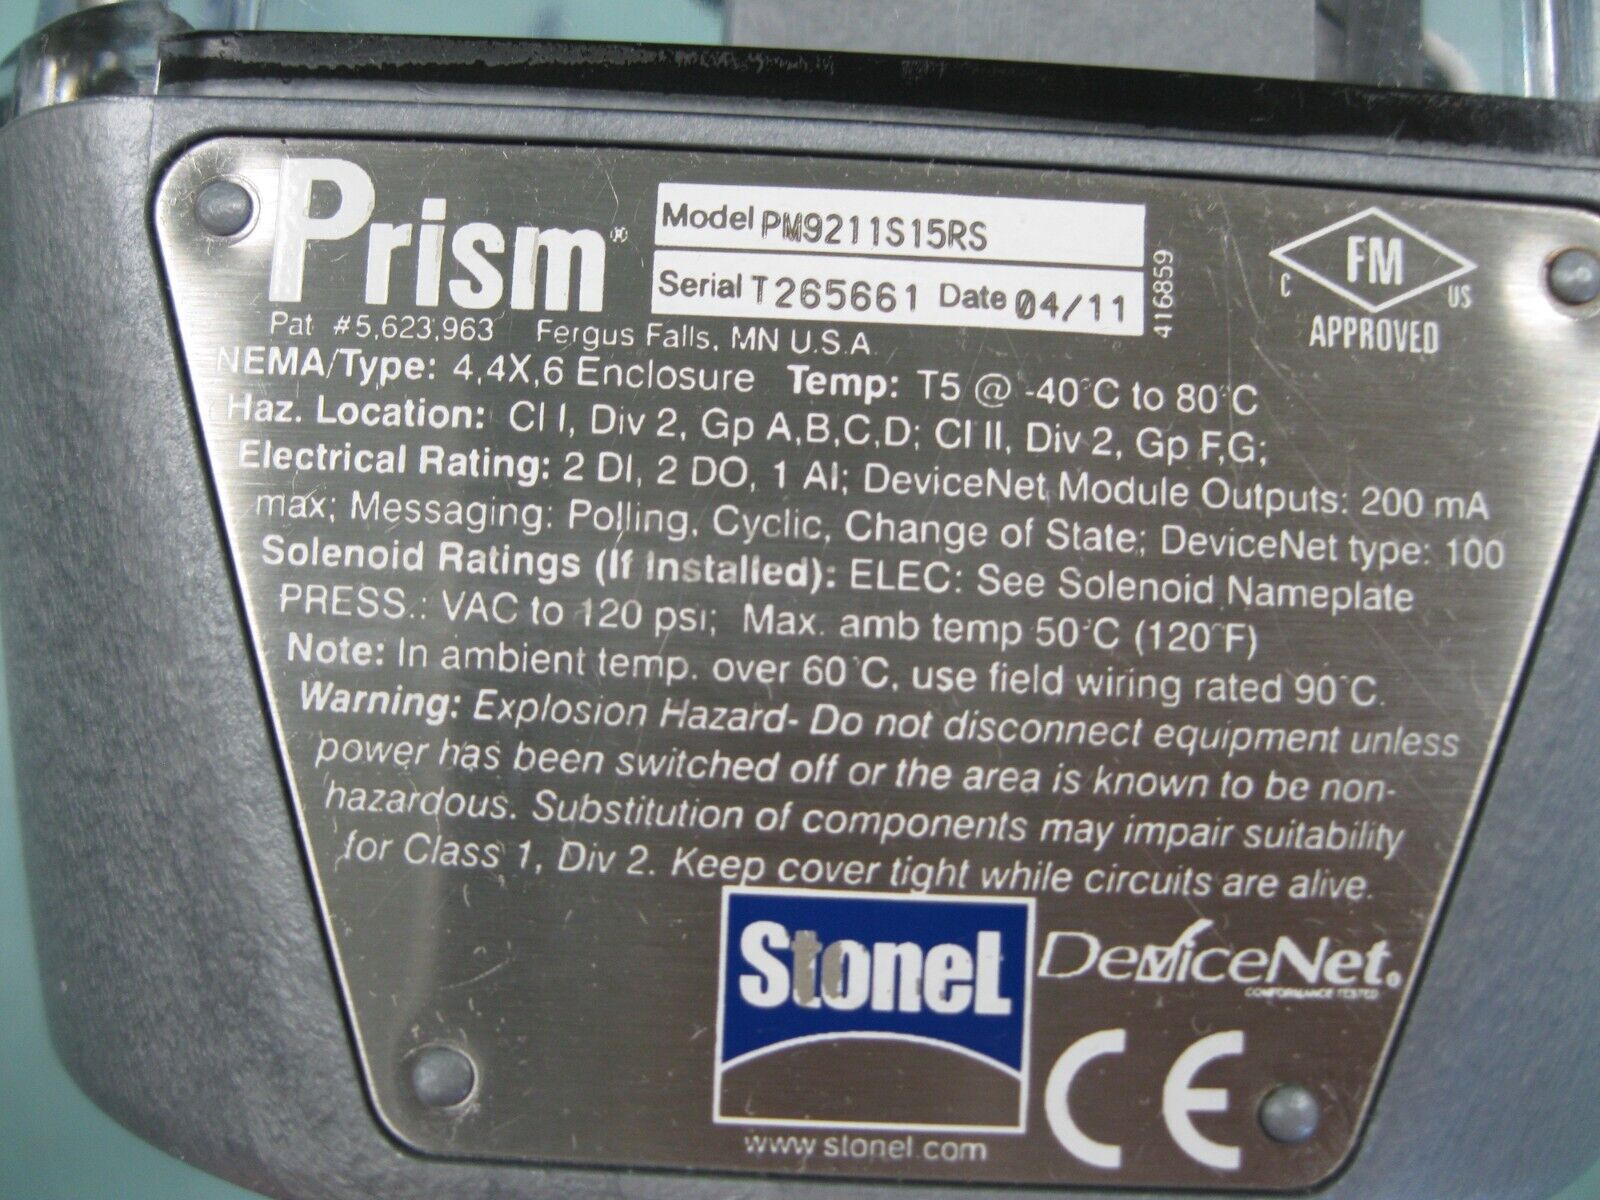 Prism®
Model PM9211S15RS
Serial T265661 Date 04/11
416859
C FM US
APPROVED
Pat #5,623,963 Fergus Falls, MN U.S.A
NEMA/Type: 4,4X,6 Enclosure Temp: T5 @ -40°C to 80°C
Haz. Location: Cl I, Div 2, Gp A,B,C,D; Cl II, Div 2, Gp F,G;
Electrical Rating: 2 DI, 2 DO, 1 AI; DeviceNet Module Outputs: 200 mA
max; Messaging: Polling, Cyclic, Change of State; DeviceNet type: 100
Solenoid Ratings (If Installed): ELEC: See Solenoid Nameplate
PRESS.: VAC to 120 psi; Max. amb temp 50°C (120°F)
Note: In ambient temp. over 60°C, use field wiring rated 90°C.
Warning: Explosion Hazard- Do not disconnect equipment unless
power has been switched off or the area is known to be non-
hazardous. Substitution of components may impair suitability
for Class 1, Div 2. Keep cover tight while circuits are alive.
StoneL
DeviceNet®
CONFORMANCE TESTED
CE
www.stonel.com